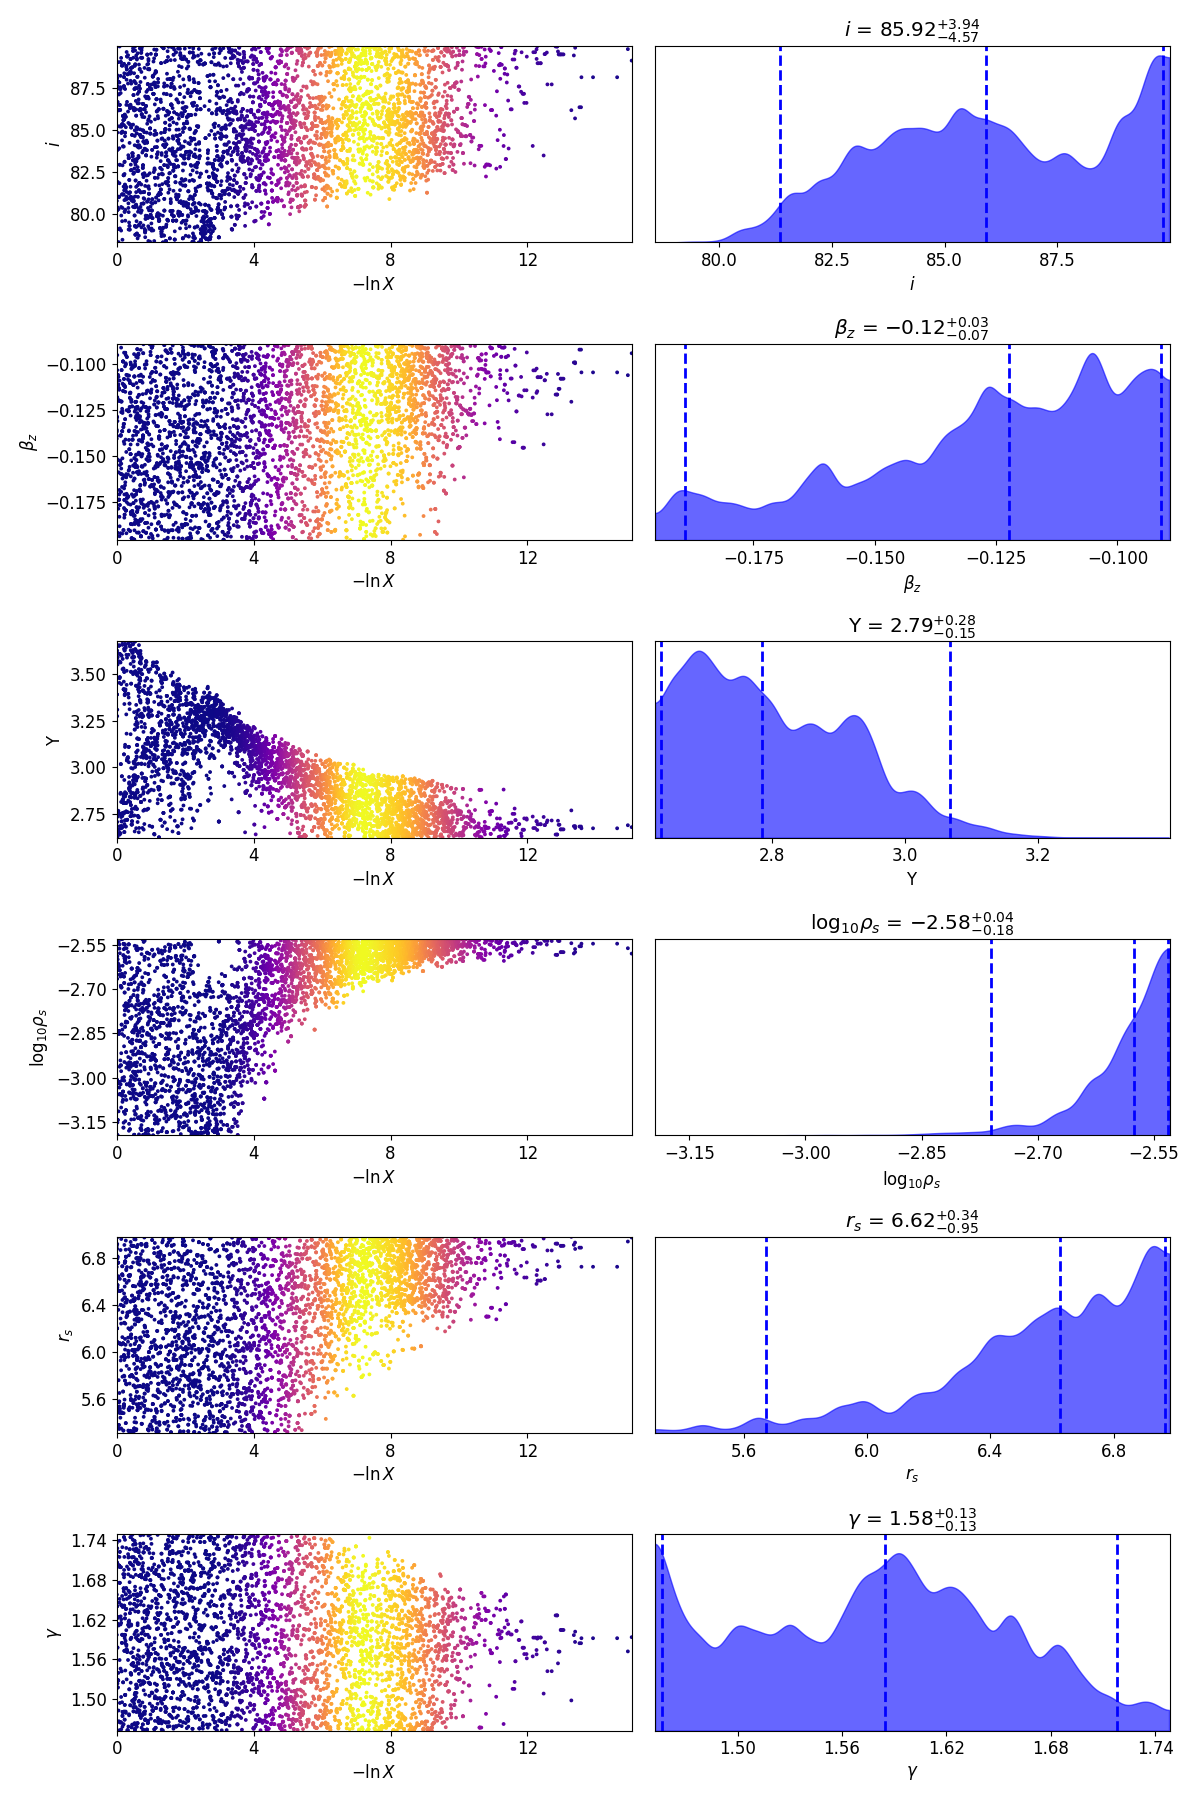 i = 85.92 +3.94 −4.57
87.5
85.0
82.5
80.0
i
0 4 8 12
80.0 82.5 85.0 87.5
−ln X
i
βz = −0.12 +0.03 −0.07
−0.100
−0.125
−0.150
−0.175
βz
0 4 8 12
−0.175 −0.150 −0.125 −0.100
−ln X
βz
Y = 2.79 +0.28 −0.15
3.50
3.25
3.00
2.75
Y
0 4 8 12
2.8 3.0 3.2
−ln X
Y
log10ρs = −2.58 +0.04 −0.18
−2.55
−2.70
−2.85
−3.00
−3.15
log10ρs
0 4 8 12
−3.15 −3.00 −2.85 −2.70 −2.55
−ln X
log10ρs
rs = 6.62 +0.34 −0.95
6.8
6.4
6.0
5.6
rs
0 4 8 12
5.6 6.0 6.4 6.8
−ln X
rs
γ = 1.58 +0.13 −0.13
1.74
1.68
1.62
1.56
1.50
γ
0 4 8 12
1.50 1.56 1.62 1.68 1.74
−ln X
γ